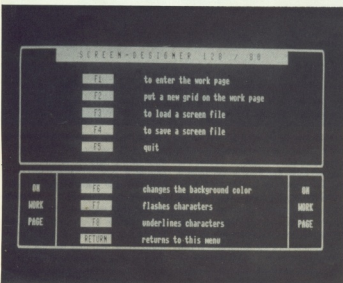 SCREEN-DESIGNER 128 / 80
F1 to enter the work page
F2 put a new grid on the work page
F3 to load a screen file
F4 to save a screen file
F5 quit
ON F6 changes the background color ON
WORK F7 flashes characters WORK
PAGE F8 underlines characters PAGE
RETURN returns to this menu